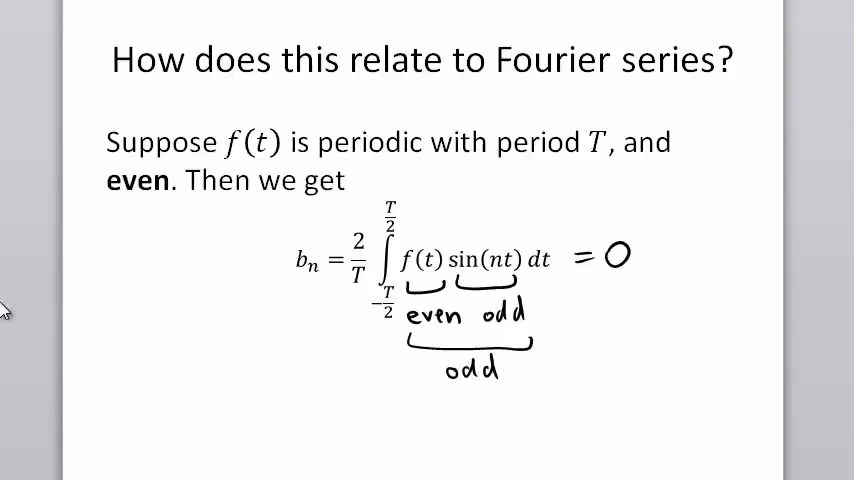 How does this relate to Fourier series?
Suppose f(t) is periodic with period T, and
even. Then we get
bₙ = 2/T ∫_{-T/2}^{T/2} f(t) sin(nt) dt = 0
even odd
odd